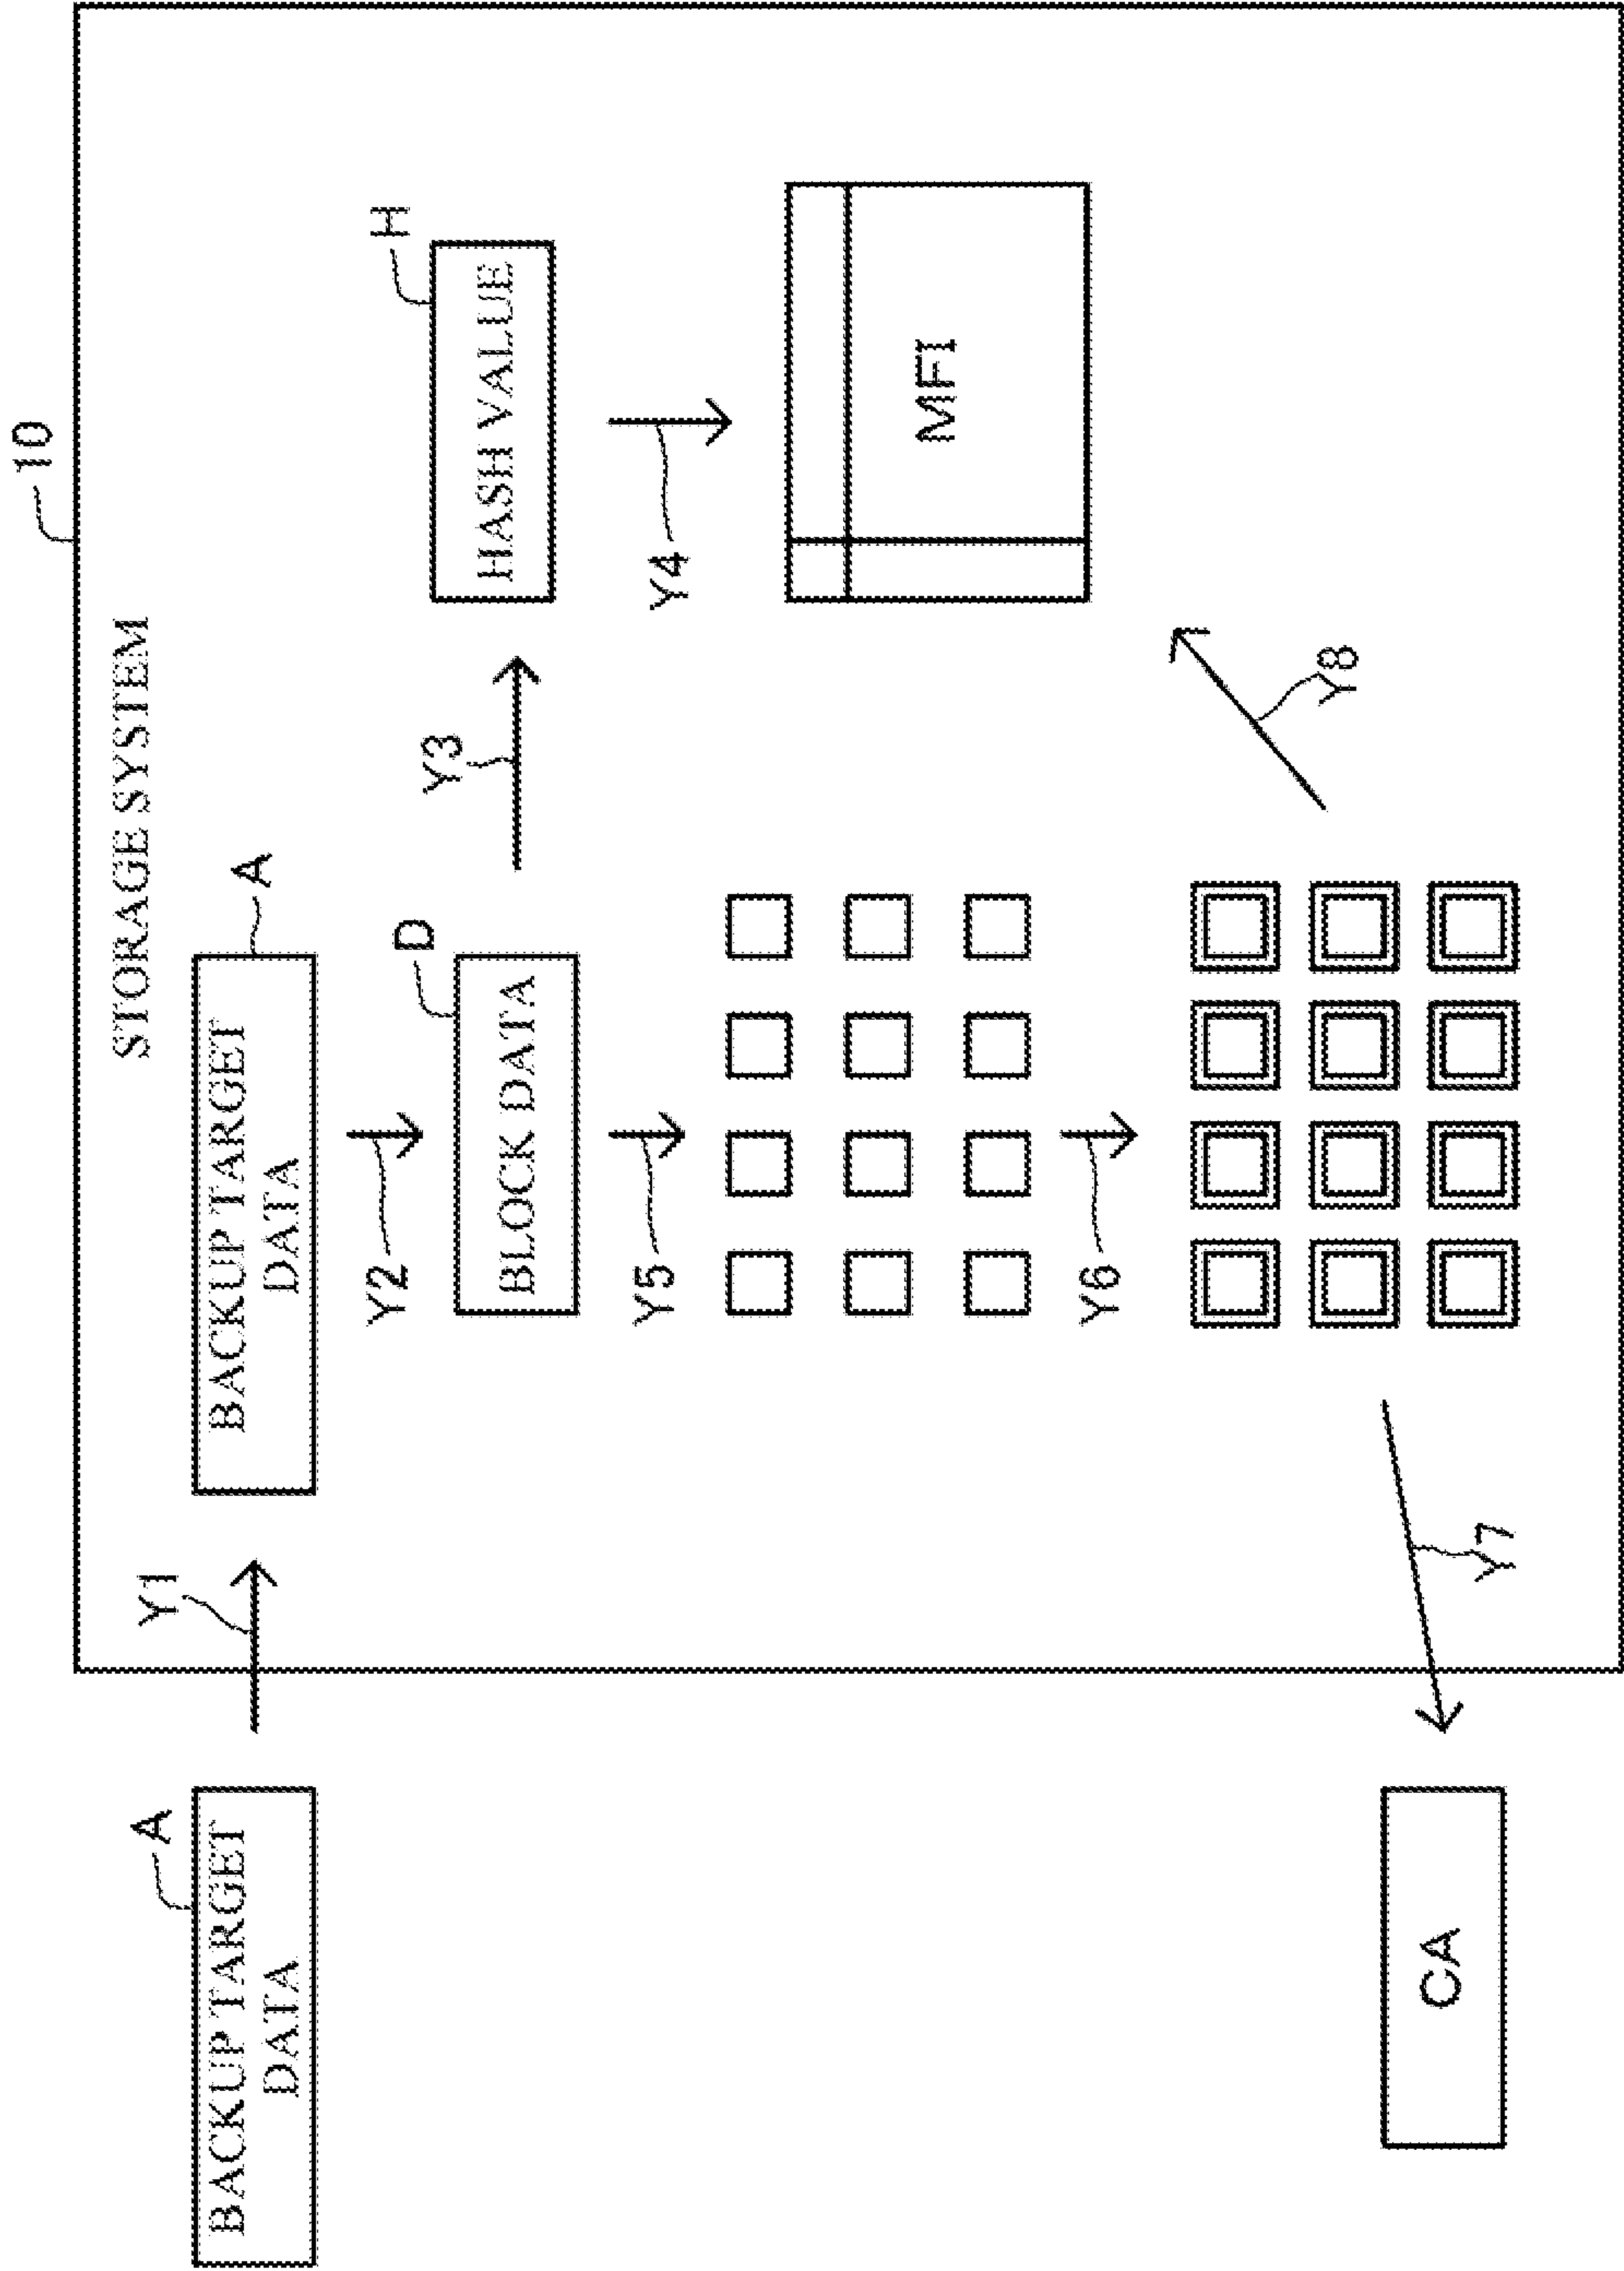 10
STORAGE SYSTEM
A
BACKUP TARGET
DATA
Y1
A
BACKUP TARGET
DATA
Y2
D
BLOCK DATA
Y3
H
HASH VALUE
Y4
MFI
Y5
Y6
Y8
Y7
CA